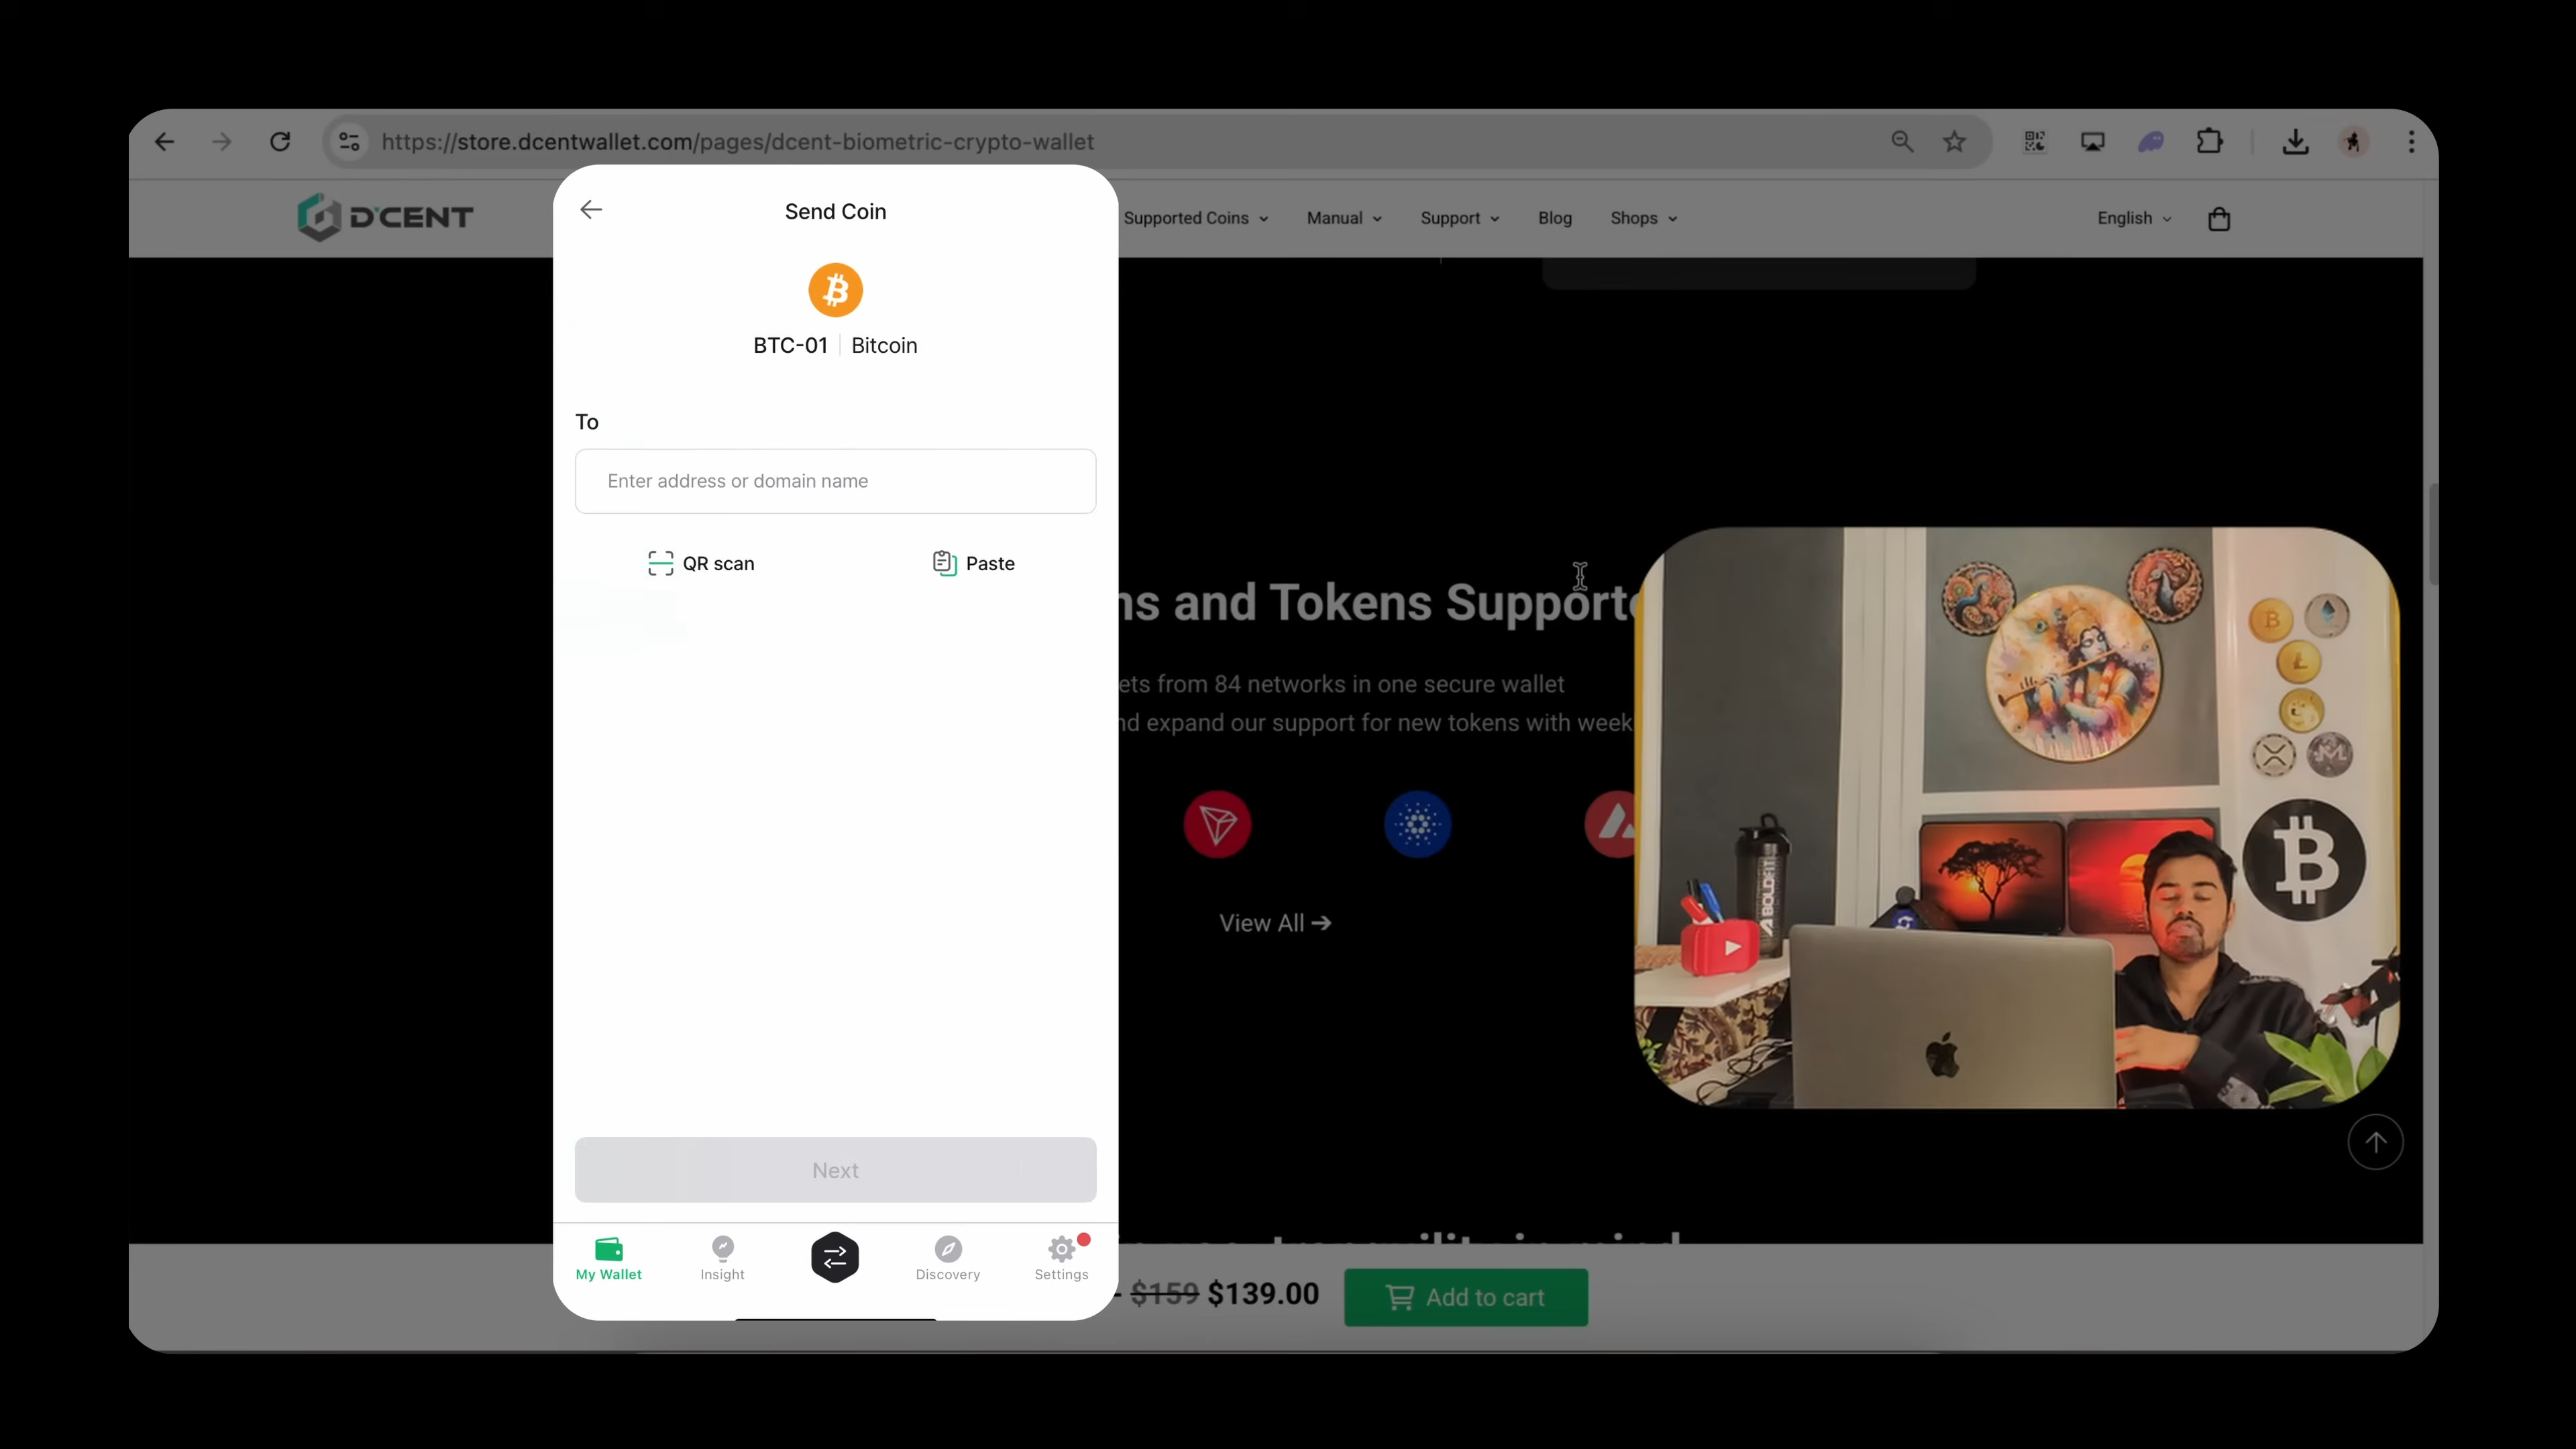 https://store.dcentwallet.com/pages/dcent-biometric-crypto-wallet
D'CENT
Supported Coins
Manual
Support
Blog
Shops
English
Send Coin
BTC-01
Bitcoin
To
Enter address or domain name
QR scan
Paste
Next
My Wallet
Insight
Discovery
Settings
ns and Tokens Supporte
ets from 84 networks in one secure wallet
nd expand our support for new tokens with week
View All →
$159 $139.00
Add to cart
BOLDFIT